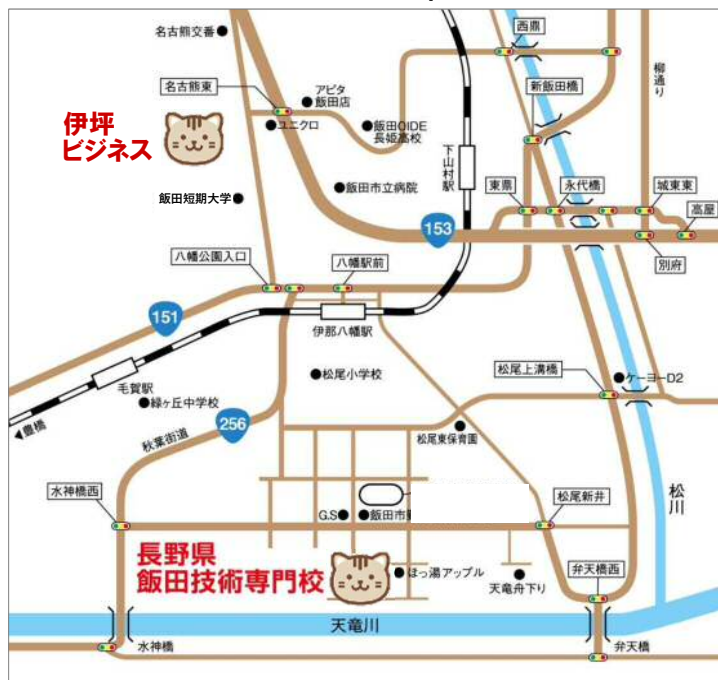 名古熊交番
西鼎
柳通り
名古熊東
アピタ
飯田店
新飯田橋
伊坪
ビジネス
ユニクロ
飯田OIDE
長姫高校
下山村駅
飯田短期大学
飯田市立病院
東県
永代橋
城東東
高屋
153
別府
八幡公園入口
八幡駅前
151
伊那八幡駅
毛賀駅
松尾小学校
松尾上溝橋
ケーヨーD2
緑ヶ丘中学校
豊橋
秋葉街道
256
松尾東保育園
水神橋西
G.S
飯田市
松尾新井
松川
長野県
飯田技術専門校
ほっ湯アップル
天竜舟下り
弁天橋西
天竜川
水神橋
弁天橋